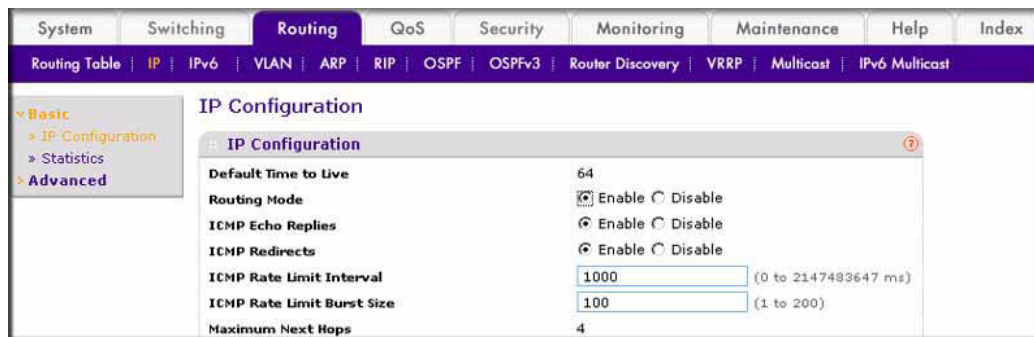 System Switching Routing QoS Security Monitoring Maintenance Help Index
Routing Table IP IPv6 VLAN ARP RIP OSPF OSPFv3 Router Discovery VRRP Multicast IPv6 Multicast
Basic
» IP Configuration
» Statistics
Advanced
IP Configuration
IP Configuration ?
Default Time to Live 64
Routing Mode Enable Disable
ICMP Echo Replies Enable Disable
ICMP Redirects Enable Disable
ICMP Rate Limit Interval 1000 (0 to 2147483647 ms)
ICMP Rate Limit Burst Size 100 (1 to 200)
Maximum Next Hops 4